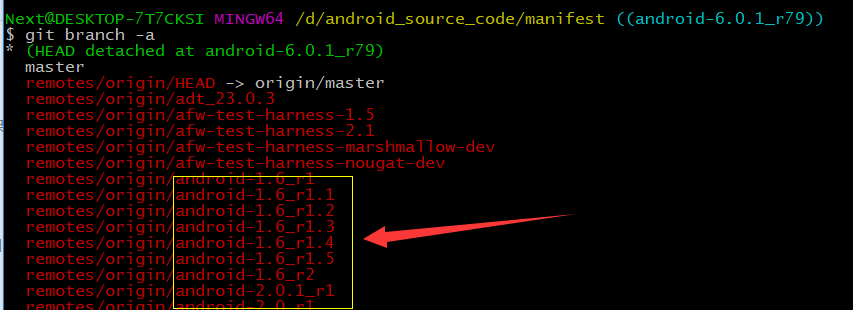 Next@DESKTOP-7T7CKSI MINGW64 /d/android_source_code/manifest ((android-6.0.1_r79))
$ git branch -a
* (HEAD detached at android-6.0.1_r79)
master
remotes/origin/HEAD -> origin/master
remotes/origin/adt_23.0.3
remotes/origin/afw-test-harness-1.5
remotes/origin/afw-test-harness-2.1
remotes/origin/afw-test-harness-marshmallow-dev
remotes/origin/afw-test-harness-nougat-dev
remotes/origin/android-1.6_r1
remotes/origin/android-1.6_r1.1
remotes/origin/android-1.6_r1.2
remotes/origin/android-1.6_r1.3
remotes/origin/android-1.6_r1.4
remotes/origin/android-1.6_r1.5
remotes/origin/android-1.6_r2
remotes/origin/android-2.0.1_r1
remotes/origin/android-2.0_r1